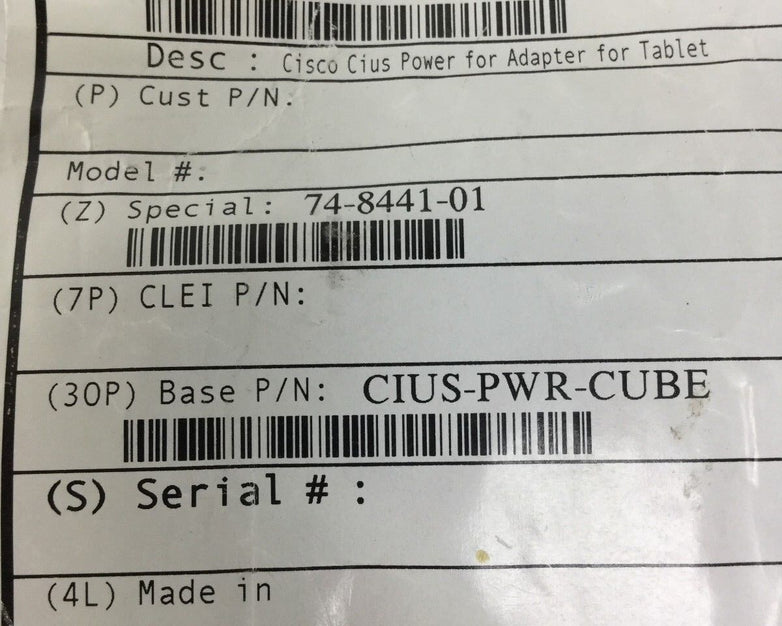 Desc : Cisco Cius Power for Adapter for Tablet
(P) Cust P/N:
Model #:
(Z) Special: 74-8441-01
(7P) CLEI P/N:
(30P) Base P/N: CIUS-PWR-CUBE
(S) Serial # :
(4L) Made in